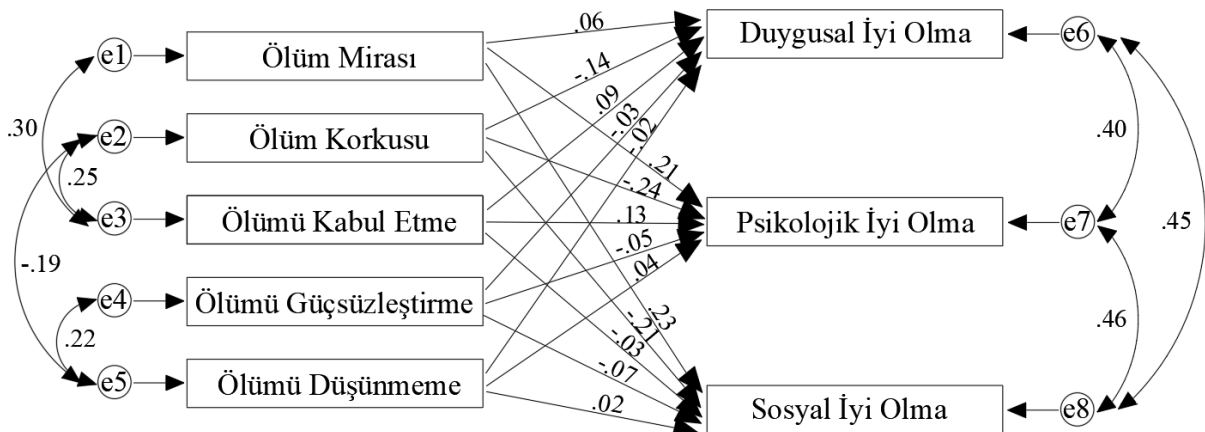 e1
Ölüm Mirası
.06
Duygusal İyi Olma
e6
.30
e2
Ölüm Korkusu
-.14
.09
-.03
-.02
.40
.25
.21
-.24
e3
Ölümü Kabul Etme
.13
Psikolojik İyi Olma
e7
.45
-.19
-.05
.04
e4
Ölümü Güçsüzleştirme
.23
-.21
-.03
.46
.22
e5
Ölümü Düşünmeme
-.07
.02
Sosyal İyi Olma
e8